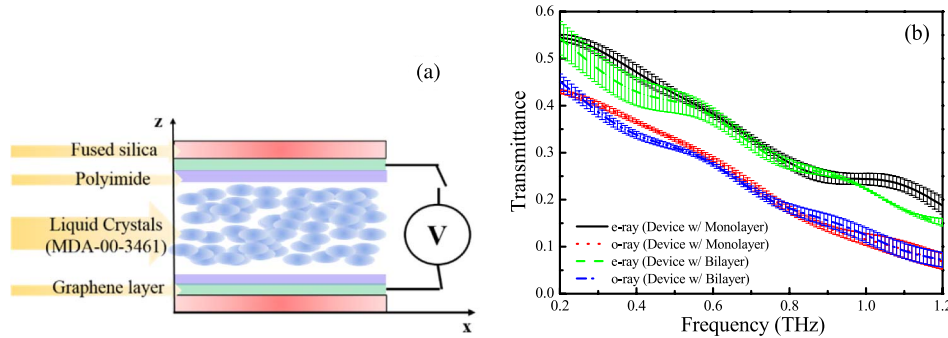 (a)
z
Fused silica
Polyimide
Liquid Crystals
(MDA-00-3461)
V
Graphene layer
x
(b)
0.6
0.5
0.4
0.3
0.2
0.1
0.0
Transmittance
e-ray (Device w/ Monolayer)
o-ray (Device w/ Monolayer)
e-ray (Device w/ Bilayer)
o-ray (Device w/ Bilayer)
0.2 0.4 0.6 0.8 1.0 1.2
Frequency (THz)